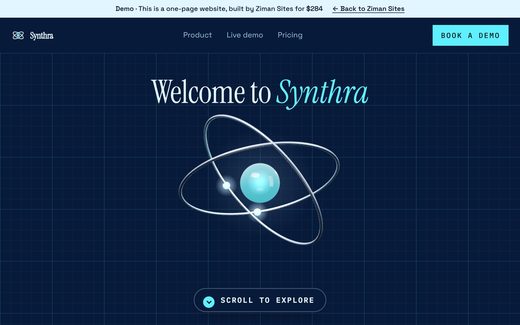 Demo · This is a one-page website, built by Ziman Sites for $284 ← Back to Ziman Sites
Synthra Product Live demo Pricing BOOK A DEMO
Welcome to Synthra
SCROLL TO EXPLORE